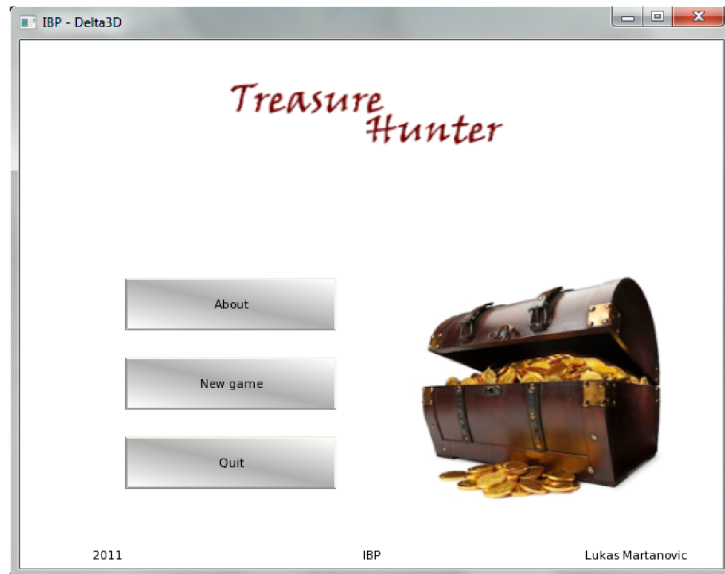 IBP - Delta3D
Treasure
Hunter
About
New game
Quit
2011 IBP Lukas Martanovic